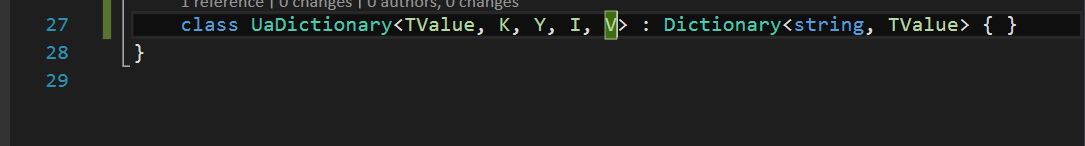 1 reference | 0 changes | 0 authors, 0 changes
27 class UaDictionary<TValue, K, Y, I, V> : Dictionary<string, TValue> { }
28 }
29